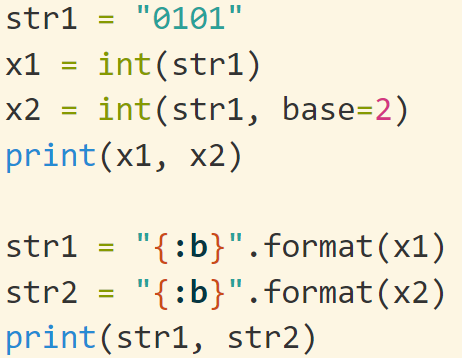 str1 = "0101"
x1 = int(str1)
x2 = int(str1, base=2)
print(x1, x2)

str1 = "{:b}".format(x1)
str2 = "{:b}".format(x2)
print(str1, str2)